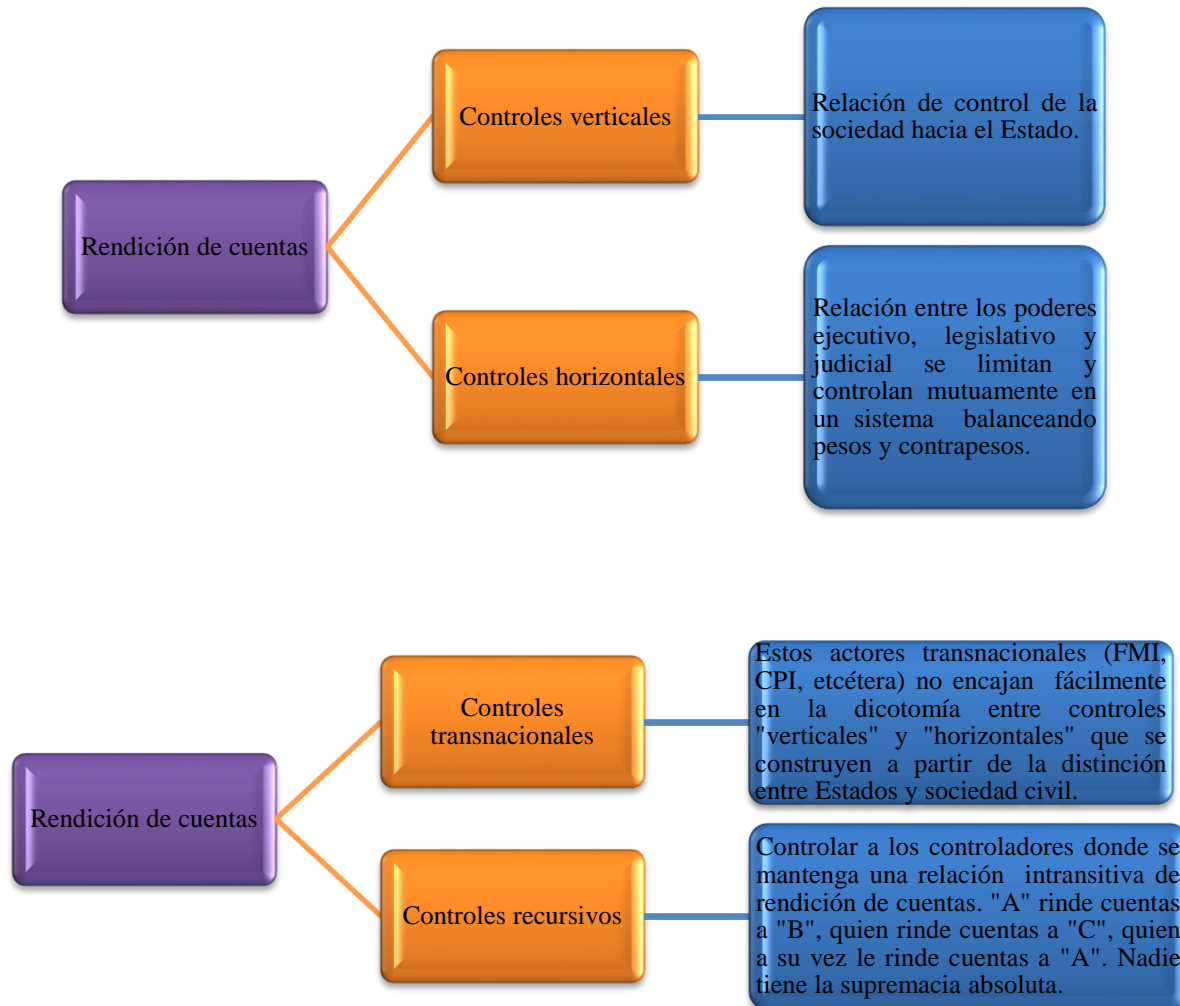 Rendición de cuentas
Controles verticales
Relación de control de la
sociedad hacia el Estado.
Controles horizontales
Relación entre los poderes
ejecutivo, legislativo y
judicial se limitan y
controlan mutuamente en
un sistema balanceando
pesos y contrapesos.
Rendición de cuentas
Controles
transnacionales
Estos actores transnacionales (FMI,
CPI, etcétera) no encajan fácilmente
en la dicotomía entre controles
"verticales" y "horizontales" que se
construyen a partir de la distinción
entre Estados y sociedad civil.
Controles recursivos
Controlar a los controladores donde se
mantenga una relación intransitiva de
rendición de cuentas. "A" rinde cuentas
a "B", quien rinde cuentas a "C", quien
a su vez le rinde cuentas a "A". Nadie
tiene la supremacia absoluta.